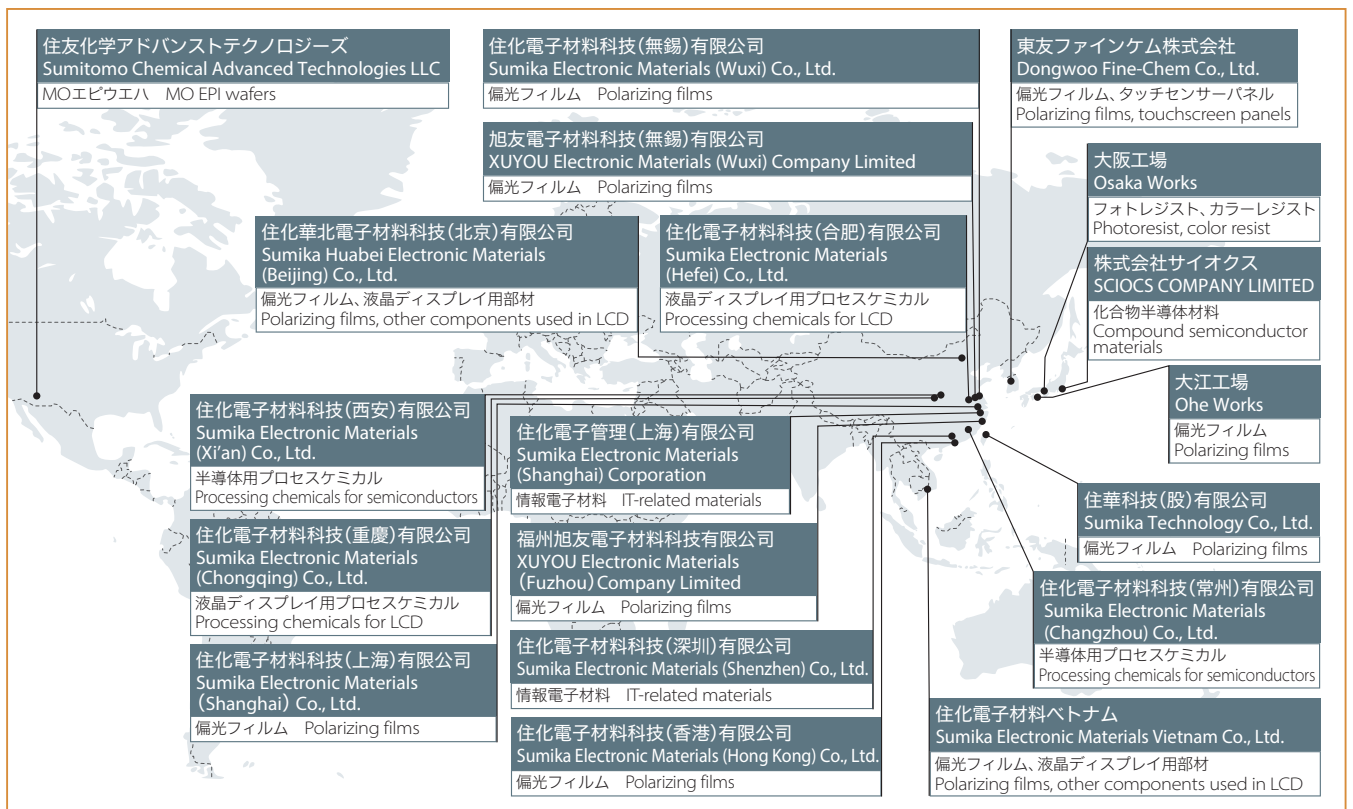 住友化学アドバンストテクノロジーズ
Sumitomo Chemical Advanced Technologies LLC
MOエピウエハ MO EPI wafers
住化電子材料科技(無錫)有限公司
Sumika Electronic Materials (Wuxi) Co., Ltd.
偏光フィルム Polarizing films
東友ファインケム株式会社
Dongwoo Fine-Chem Co., Ltd.
偏光フィルム、タッチセンサーパネル
Polarizing films, touchscreen panels
旭友電子材料科技(無錫)有限公司
XUYOU Electronic Materials (Wuxi) Company Limited
偏光フィルム Polarizing films
大阪工場
Osaka Works
フォトレジスト、カラーレジスト
Photoresist, color resist
住化華北電子材料科技(北京)有限公司
Sumika Huabei Electronic Materials
(Beijing) Co., Ltd.
偏光フィルム、液晶ディスプレイ用部材
Polarizing films, other components used in LCD
住化電子材料科技(合肥)有限公司
Sumika Electronic Materials
(Hefei) Co., Ltd.
液晶ディスプレイ用プロセスケミカル
Processing chemicals for LCD
株式会社サイオクス
SCIOCS COMPANY LIMITED
化合物半導体材料
Compound semiconductor
materials
大江工場
Ohe Works
偏光フィルム
Polarizing films
住化電子材料科技(西安)有限公司
Sumika Electronic Materials
(Xi'an) Co., Ltd.
半導体用プロセスケミカル
Processing chemicals for semiconductors
住化電子管理(上海)有限公司
Sumika Electronic Materials
(Shanghai) Corporation
情報電子材料 IT-related materials
住華科技(股)有限公司
Sumika Technology Co., Ltd.
偏光フィルム Polarizing films
住化電子材料科技(重慶)有限公司
Sumika Electronic Materials
(Chongqing) Co., Ltd.
液晶ディスプレイ用プロセスケミカル
Processing chemicals for LCD
福州旭友電子材料科技有限公司
XUYOU Electronic Materials
(Fuzhou) Company Limited
偏光フィルム Polarizing films
住化電子材料科技(常州)有限公司
Sumika Electronic Materials
(Changzhou) Co., Ltd.
半導体用プロセスケミカル
Processing chemicals for semiconductors
住化電子材料科技(上海)有限公司
Sumika Electronic Materials
(Shanghai) Co., Ltd.
偏光フィルム Polarizing films
住化電子材料科技(深圳)有限公司
Sumika Electronic Materials (Shenzhen) Co., Ltd.
情報電子材料 IT-related materials
住化電子材料科技(香港)有限公司
Sumika Electronic Materials (Hong Kong) Co., Ltd.
偏光フィルム Polarizing films
住化電子材料ベトナム
Sumika Electronic Materials Vietnam Co., Ltd.
偏光フィルム、液晶ディスプレイ用部材
Polarizing films, other components used in LCD